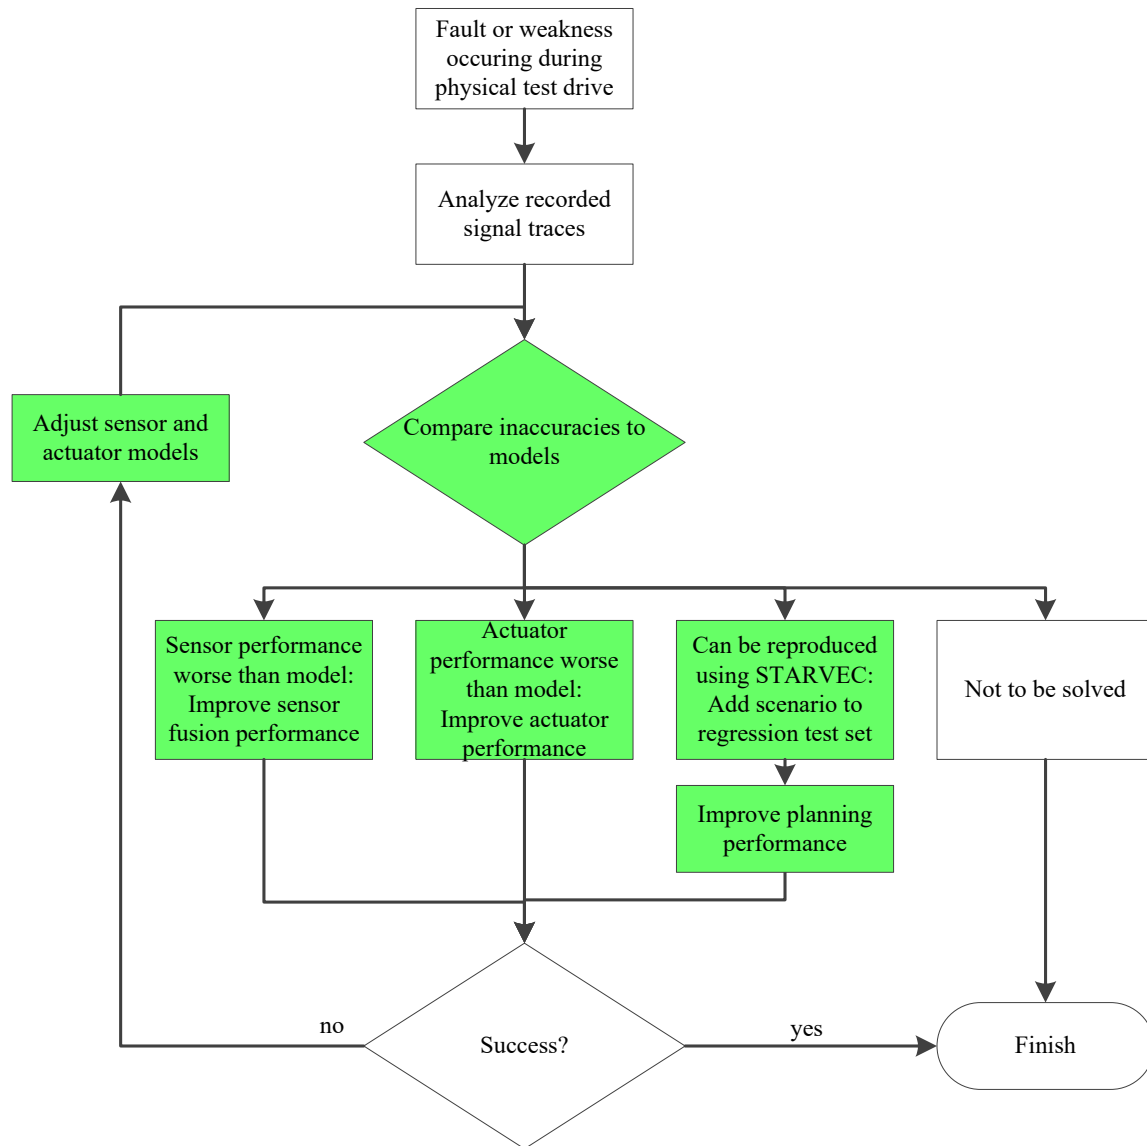 Fault or weakness
occuring during
physical test drive
Analyze recorded
signal traces
Adjust sensor and
actuator models
Compare inaccuracies to
models
Sensor performance
worse than model:
Improve sensor
fusion performance
Actuator
performance worse
than model:
Improve actuator
performance
Can be reproduced
using STARVEC:
Add scenario to
regression test set
Not to be solved
Improve planning
performance
no
Success?
yes
Finish